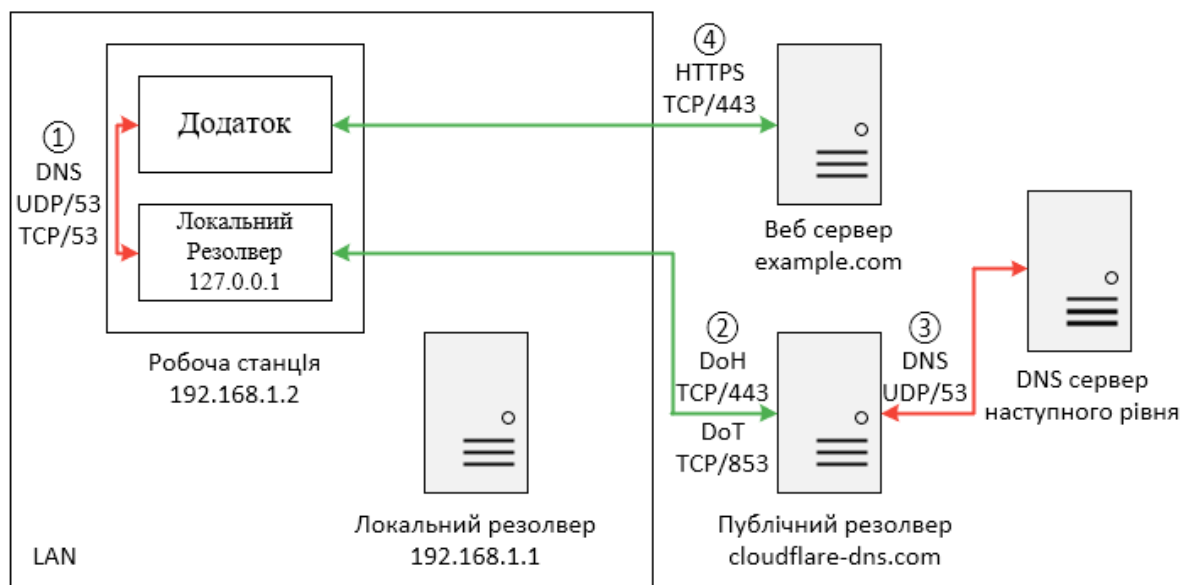 ④
HTTPS
TCP/443
Додаток
①
DNS
UDP/53
TCP/53
Локальний
Резолвер
127.0.0.1
Веб сервер
example.com
Робоча станція
192.168.1.2
②
DoH
TCP/443
DoT
TCP/853
③
DNS
UDP/53
DNS сервер
наступного рівня
Локальний резолвер
192.168.1.1
Публічний резолвер
cloudflare-dns.com
LAN